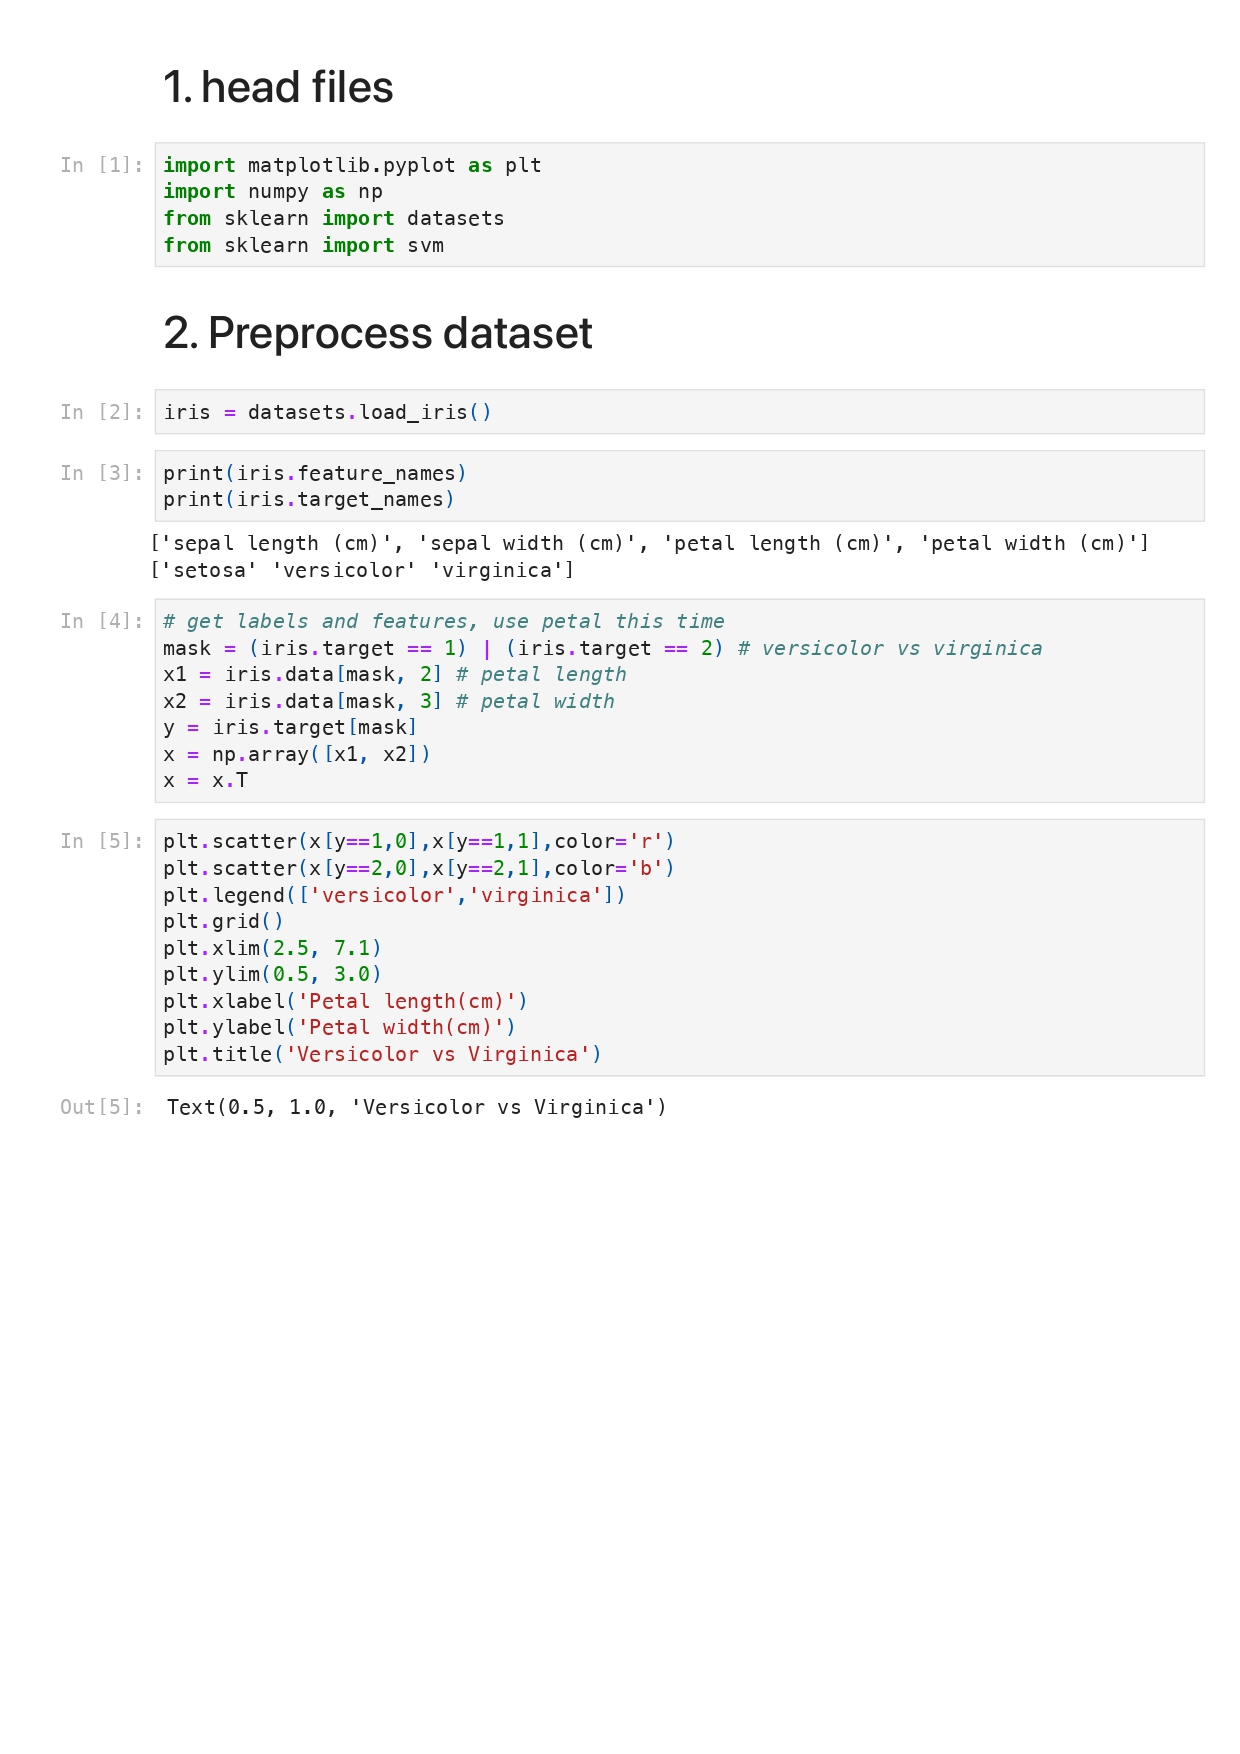 1. head files
In [1]: import matplotlib.pyplot as plt
import numpy as np
from sklearn import datasets
from sklearn import svm
2. Preprocess dataset
In [2]: iris = datasets.load_iris()
In [3]: print(iris.feature_names)
print(iris.target_names)
['sepal length (cm)', 'sepal width (cm)', 'petal length (cm)', 'petal width (cm)']
['setosa' 'versicolor' 'virginica']
In [4]: # get labels and features, use petal this time
mask = (iris.target == 1) | (iris.target == 2) # versicolor vs virginica
x1 = iris.data[mask, 2] # petal length
x2 = iris.data[mask, 3] # petal width
y = iris.target[mask]
x = np.array([x1, x2])
x = x.T
In [5]: plt.scatter(x[y==1,0],x[y==1,1],color='r')
plt.scatter(x[y==2,0],x[y==2,1],color='b')
plt.legend(['versicolor','virginica'])
plt.grid()
plt.xlim(2.5, 7.1)
plt.ylim(0.5, 3.0)
plt.xlabel('Petal length(cm)')
plt.ylabel('Petal width(cm)')
plt.title('Versicolor vs Virginica')
Out[5]: Text(0.5, 1.0, 'Versicolor vs Virginica')